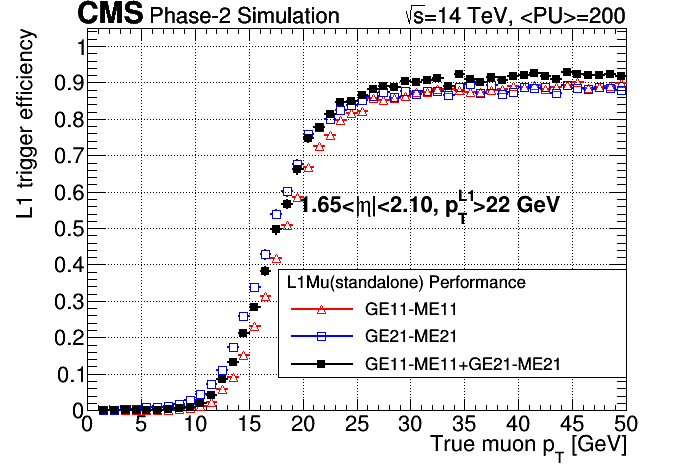 CMS Phase-2 Simulation √s=14 TeV, <PU>=200
L1 trigger efficiency
1
0.9
0.8
0.7
0.6
0.5
0.4
0.3
0.2
0.1
0
1.65<|η|<2.10, p_T^L1>22 GeV
L1Mu(standalone) Performance
GE11-ME11
GE21-ME21
GE11-ME11+GE21-ME21
0 5 10 15 20 25 30 35 40 45 50
True muon p_T [GeV]